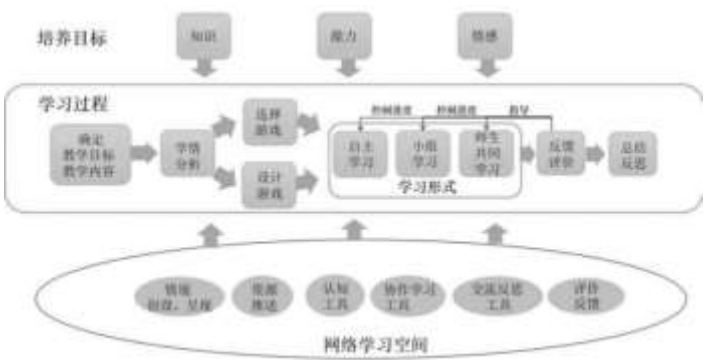 培养目标
知识
能力
情感
学习过程
确定
教学目标
教学内容
学情
分析
选择
游戏
设计
游戏
控制进度
控制进度
指导
自主
学习
小组
学习
师生
共同
学习
学习形式
反馈
评价
总结
反思
情境
创设、呈现
资源
推送
认知
工具
协作学习
工具
交流反思
工具
评价
反馈
网络学习空间